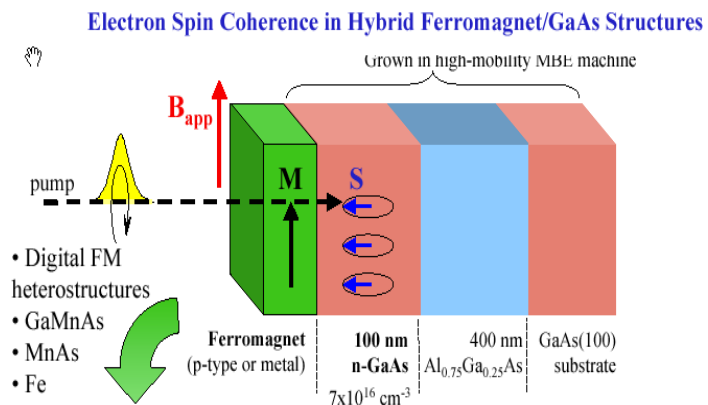 Electron Spin Coherence in Hybrid Ferromagnet/GaAs Structures
Grown in high-mobility MBE machine
B_app
pump
M
S
• Digital FM
heterostructures
• GaMnAs
• MnAs
• Fe
Ferromagnet
(p-type or metal)
100 nm
n-GaAs
7x10¹⁶ cm⁻³
400 nm
Al₀.₇₅Ga₀.₂₅As
GaAs(100)
substrate